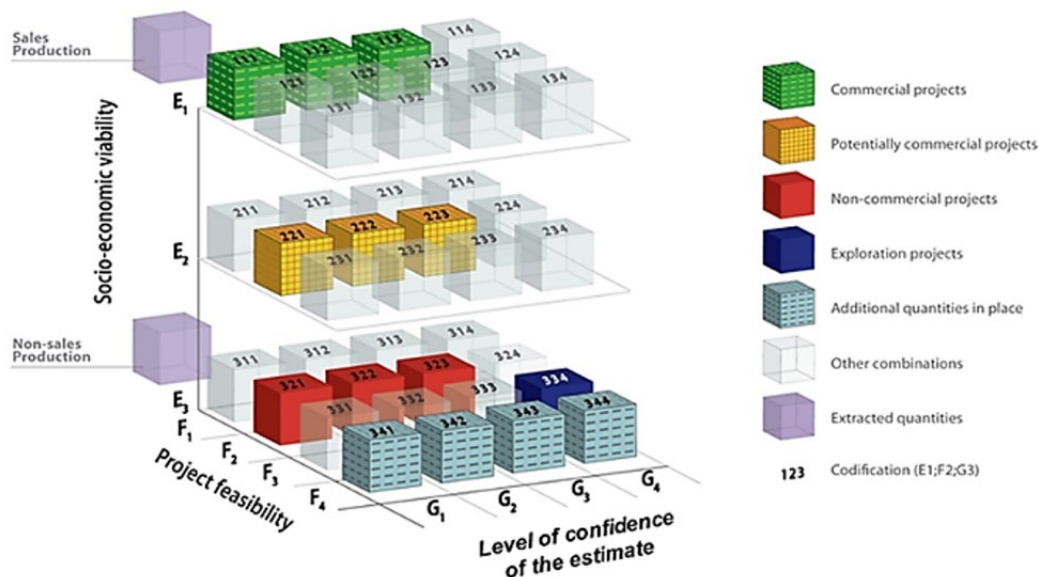 Sales
Production
Socio-economic viability
E1
111
112
113
114
121
122
123
124
131
132
133
134
E2
211
212
213
214
221
222
223
224
231
232
233
234
Non-sales
Production
E3
311
312
313
314
321
322
323
324
331
332
333
334
341
342
343
344
F1
F2
F3
F4
Project feasibility
G1
G2
G3
G4
Level of confidence
of the estimate
Commercial projects
Potentially commercial projects
Non-commercial projects
Exploration projects
Additional quantities in place
Other combinations
Extracted quantities
123 Codification (E1;F2;G3)